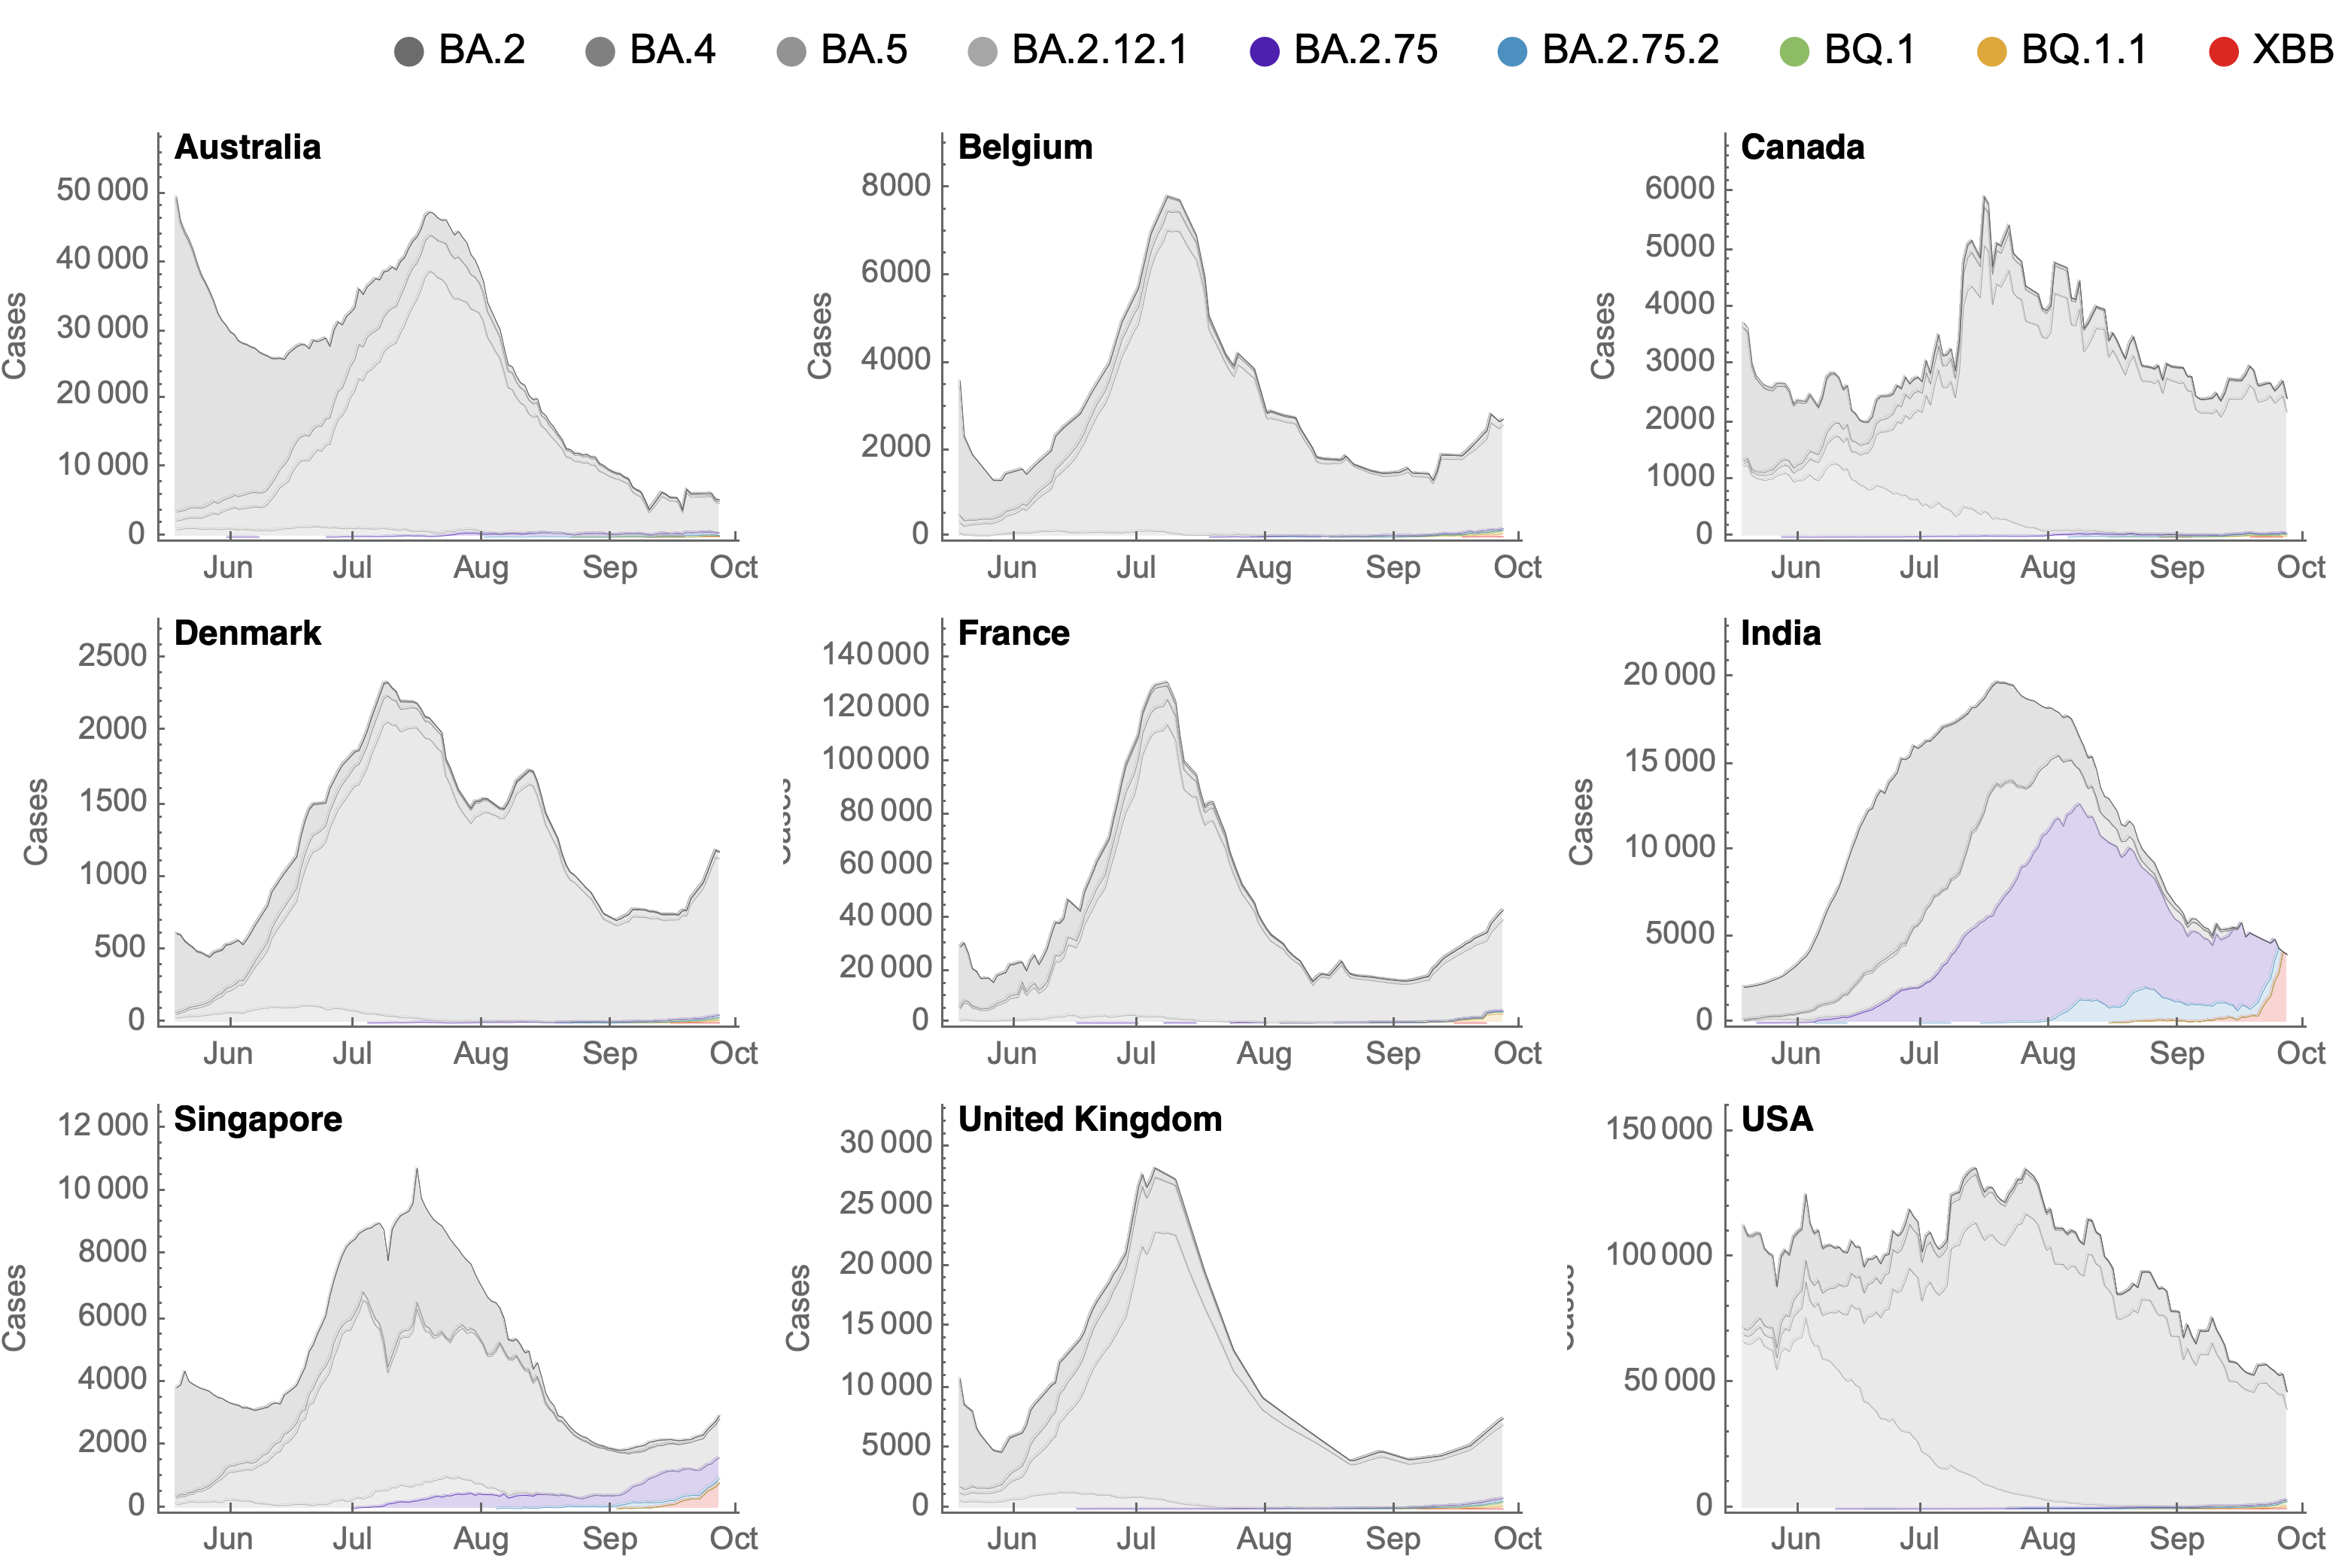 BA.2 BA.4 BA.5 BA.2.12.1 BA.2.75 BA.2.75.2 BQ.1 BQ.1.1 XBB
Australia
50 000
40 000
30 000
20 000
10 000
0
Cases
Jun Jul Aug Sep Oct
Belgium
8000
6000
4000
2000
0
Cases
Jun Jul Aug Sep Oct
Canada
6000
5000
4000
3000
2000
1000
0
Cases
Jun Jul Aug Sep Oct
Denmark
2500
2000
1500
1000
500
0
Cases
Jun Jul Aug Sep Oct
France
140 000
120 000
100 000
80 000
60 000
40 000
20 000
0
Cases
Jun Jul Aug Sep Oct
India
20 000
15 000
10 000
5000
0
Cases
Jun Jul Aug Sep Oct
Singapore
12 000
10 000
8000
6000
4000
2000
0
Cases
Jun Jul Aug Sep Oct
United Kingdom
30 000
25 000
20 000
15 000
10 000
5000
0
Cases
Jun Jul Aug Sep Oct
USA
150 000
100 000
50 000
0
Cases
Jun Jul Aug Sep Oct